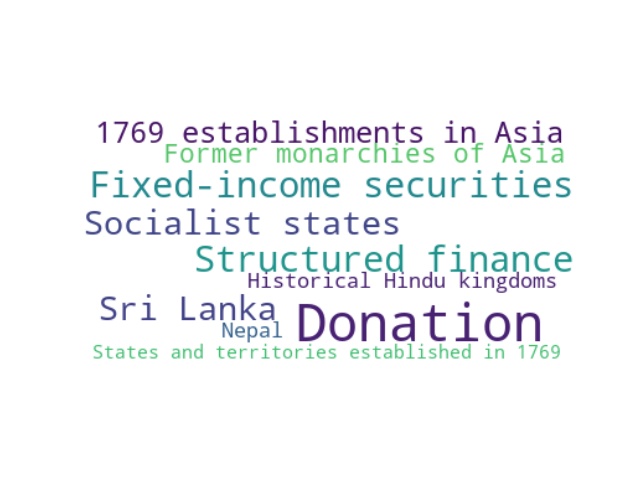 1769 establishments in Asia
Former monarchies of Asia
Fixed-income securities
Socialist states
Structured finance
Historical Hindu kingdoms
Sri Lanka
Donation
Nepal
States and territories established in 1769